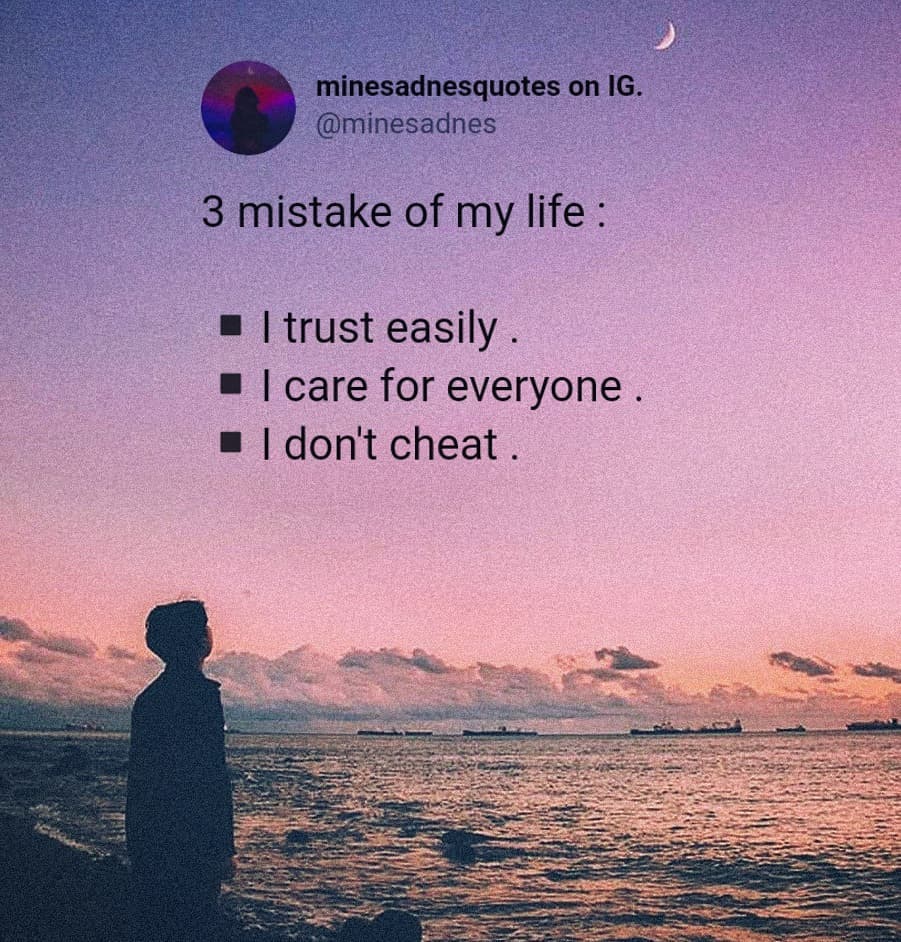 minesadnesquotes on IG.
@minesadnes
3 mistake of my life :
▪ I trust easily .
▪ I care for everyone .
▪ I don't cheat .